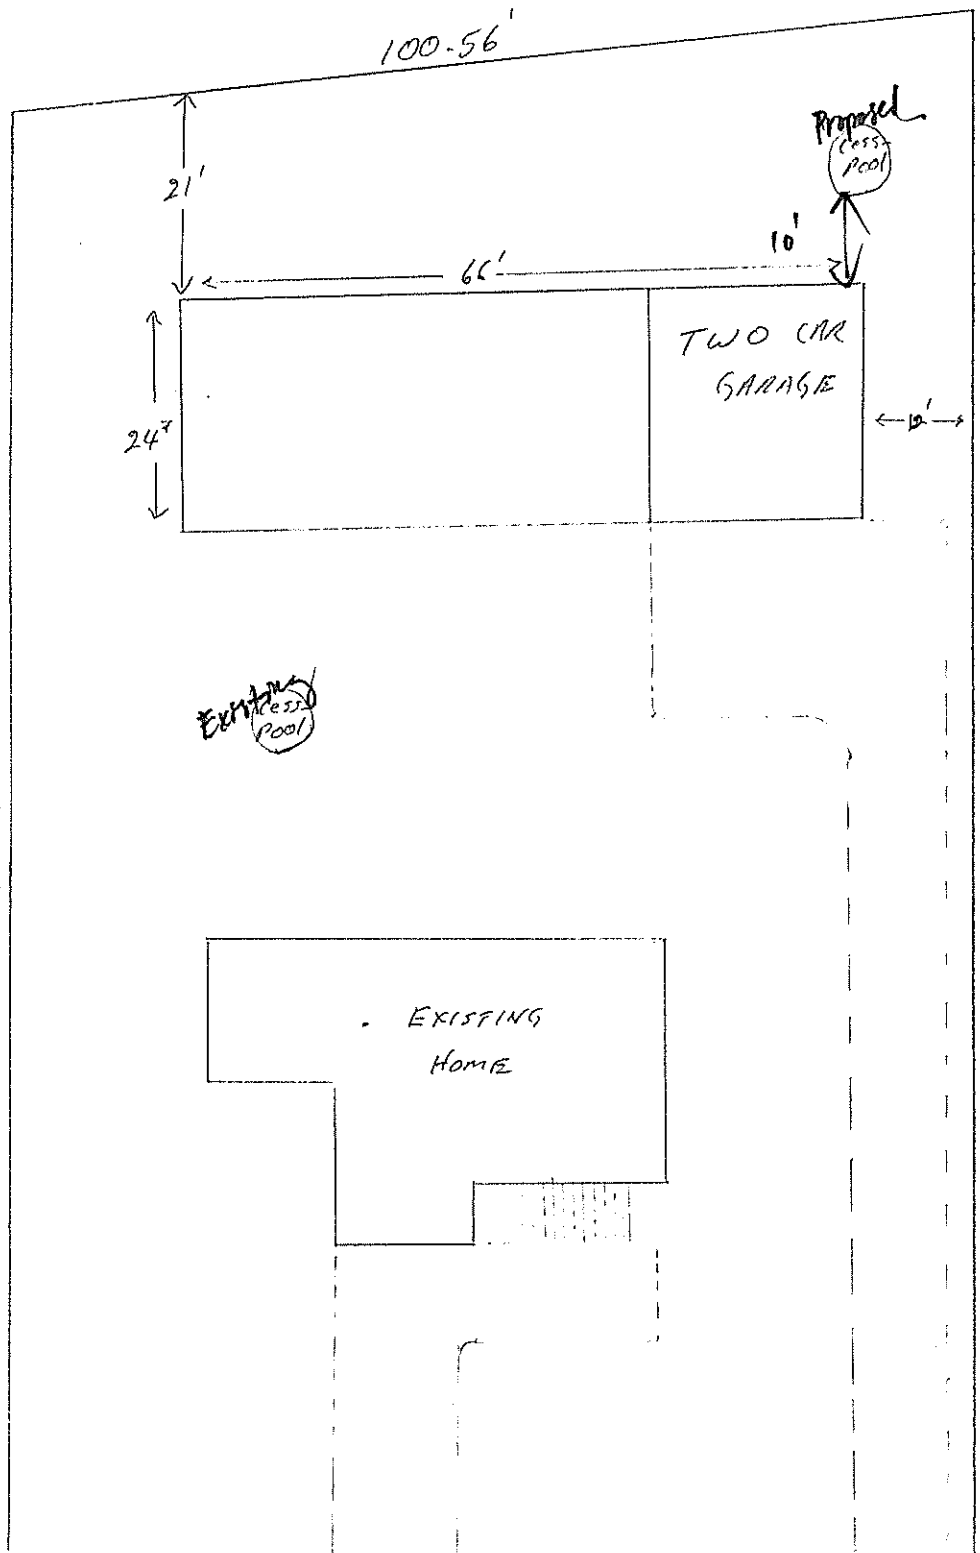 100.56'
Proposed
Cess-
Pool
21'
10'
66'
TWO CAR
GARAGE
24'
12'
Existing
Cess-
Pool
EXISTING
HOME